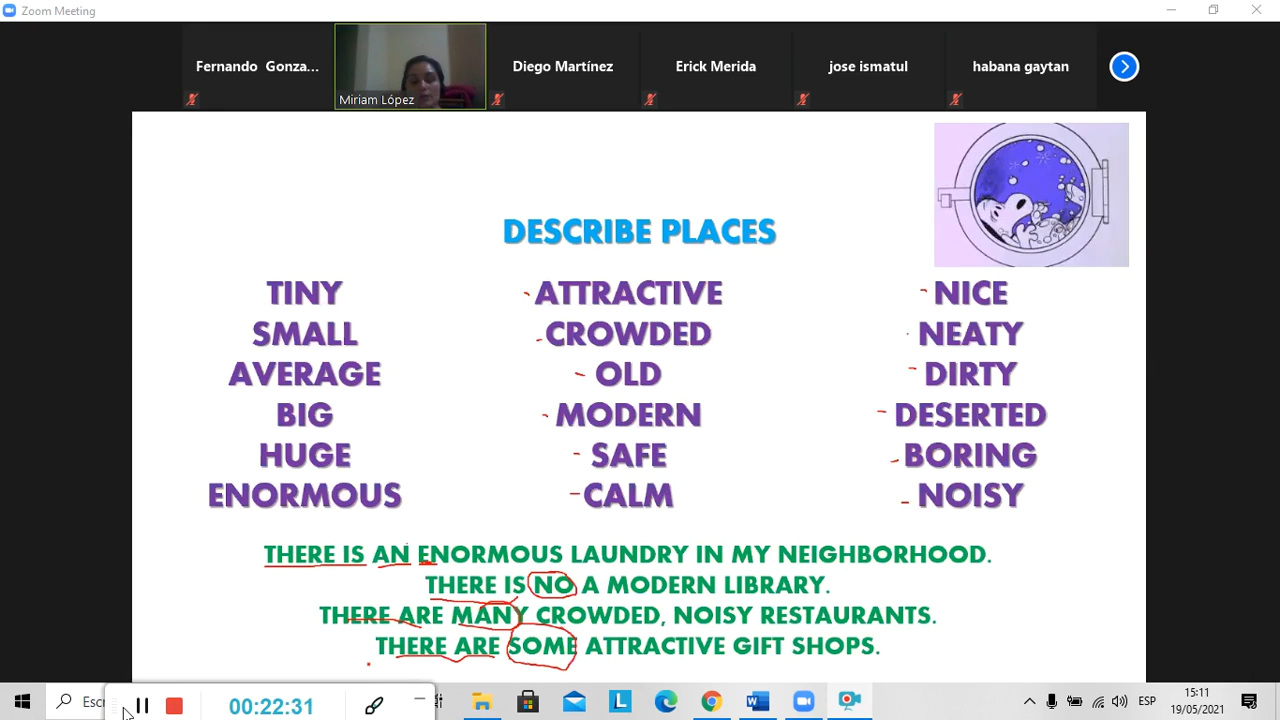 Zoom Meeting
Fernando Gonza...
Diego Martínez
Erick Merida
jose ismatul
habana gaytan
Miriam López
DESCRIBE PLACES
TINY
SMALL
AVERAGE
BIG
HUGE
ENORMOUS
ATTRACTIVE
CROWDED
OLD
MODERN
SAFE
CALM
NICE
NEATY
DIRTY
DESERTED
BORING
NOISY
THERE IS AN ENORMOUS LAUNDRY IN MY NEIGHBORHOOD.
THERE IS NO A MODERN LIBRARY.
THERE ARE MANY CROWDED, NOISY RESTAURANTS.
THERE ARE SOME ATTRACTIVE GIFT SHOPS.
Esc
00:22:31
L
W
ESP
15:11
19/05/2021